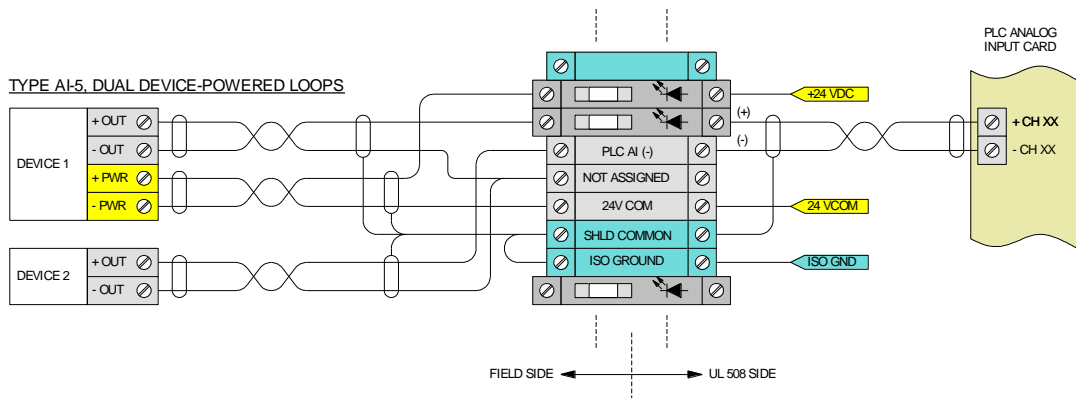 PLC ANALOG
INPUT CARD
TYPE AI-5, DUAL DEVICE-POWERED LOOPS
+24 VDC
+ OUT
(+)
+ CH XX
DEVICE 1
- OUT
PLC AI (-)
(-)
- CH XX
+ PWR
NOT ASSIGNED
- PWR
24V COM
24 VCOM
SHLD COMMON
DEVICE 2
+ OUT
ISO GROUND
ISO GND
- OUT
FIELD SIDE
UL 508 SIDE